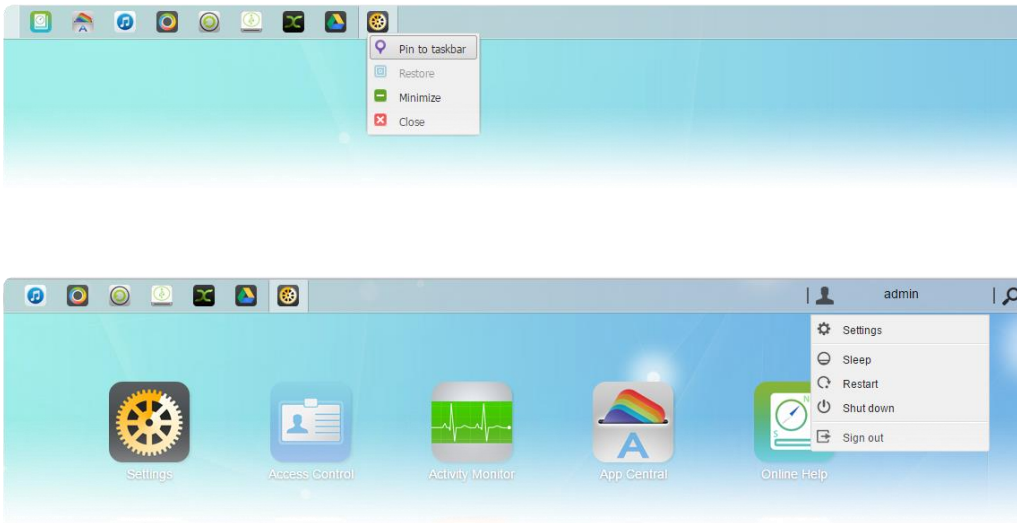 Pin to taskbar
Restore
Minimize
Close
admin
Settings
Sleep
Restart
Shut down
Sign out
N
S
A
Settings
Access Control
Activity Monitor
App Central
Online Help